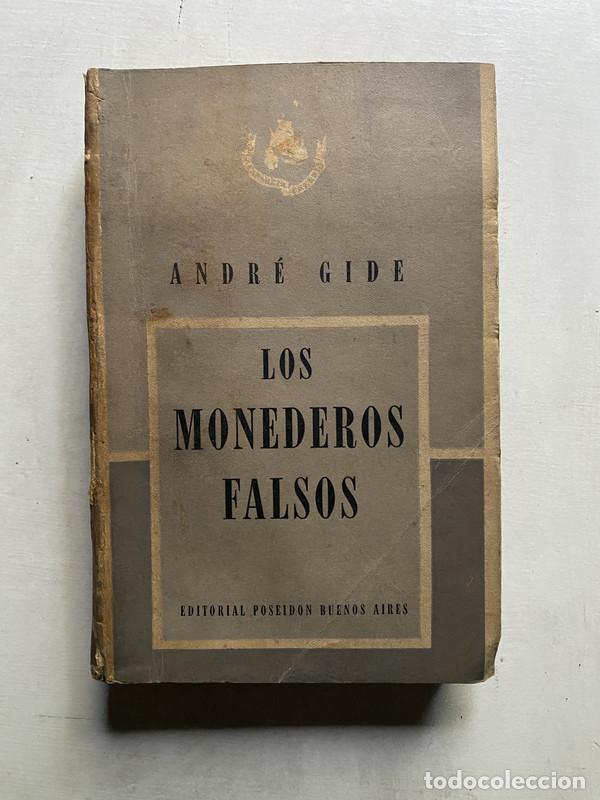 ANDRÉ GIDE
LOS
MONEDEROS
FALSOS
EDITORIAL POSEIDON BUENOS AIRES
todocoleccion